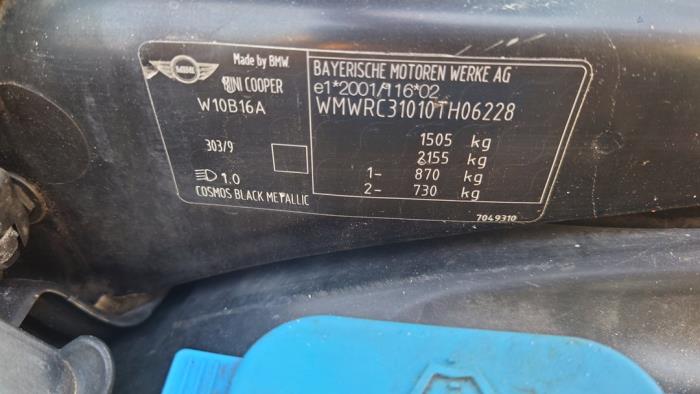 MINI
Made by BMW
MINI COOPER
W10B16A
303/9
1.0
COSMOS BLACK METALLIC
BAYERISCHE MOTOREN WERKE AG
e1*2001/116*02
WMWRC31010TH06228
1505 kg
2155 kg
1- 870 kg
2- 730 kg
7049310